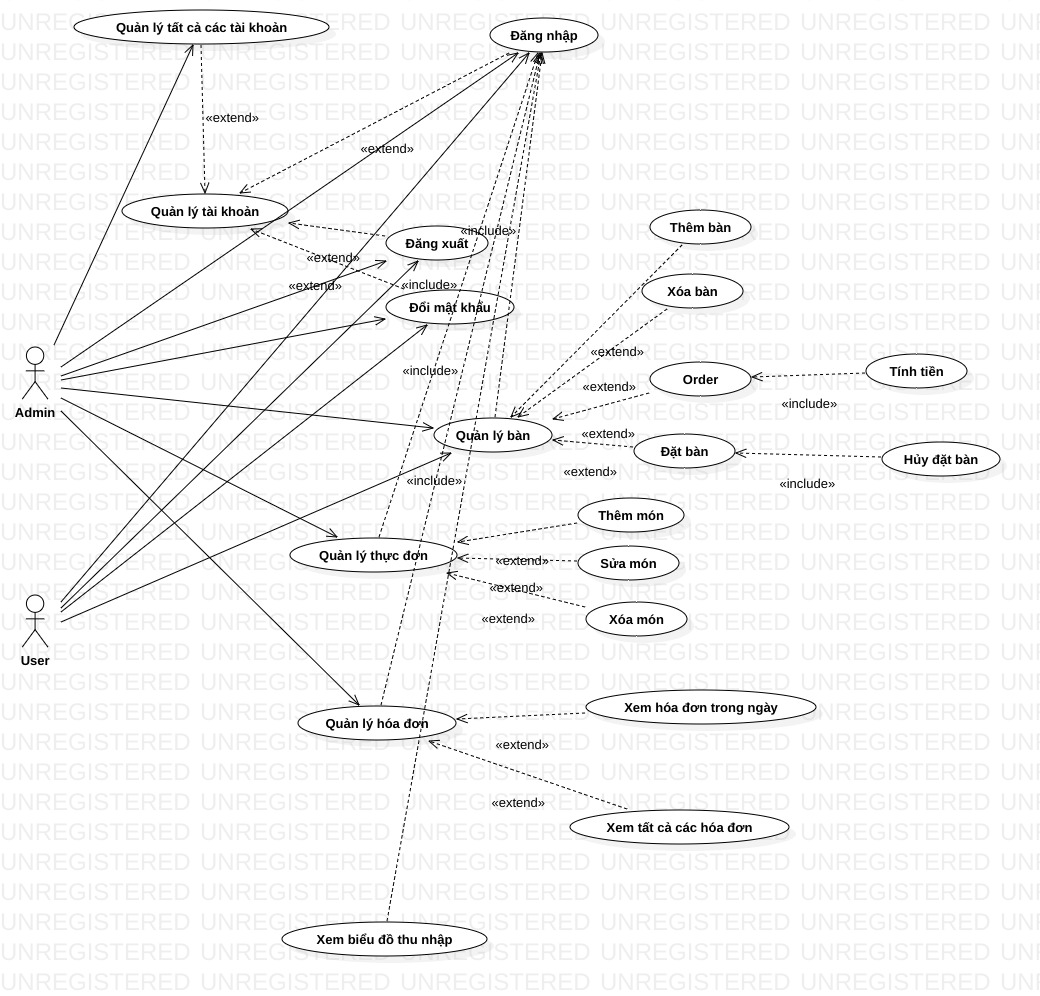 Quản lý tất cả các tài khoản
Đăng nhập
«extend»
«extend»
Quản lý tài khoản
Thêm bàn
«include»
Đăng xuất
«extend»
«extend»
«include»
Xóa bàn
Đổi mật khẩu
«extend»
«include»
Order
Tính tiền
«extend»
«include»
Admin
Quản lý bàn
«extend»
Đặt bàn
Hủy đặt bàn
«extend»
«include»
«include»
Thêm món
Quản lý thực đơn
«extend»
Sửa món
«extend»
«extend»
Xóa món
User
Xem hóa đơn trong ngày
Quản lý hóa đơn
«extend»
«extend»
Xem tất cả các hóa đơn
Xem biểu đồ thu nhập
UNREGISTERED